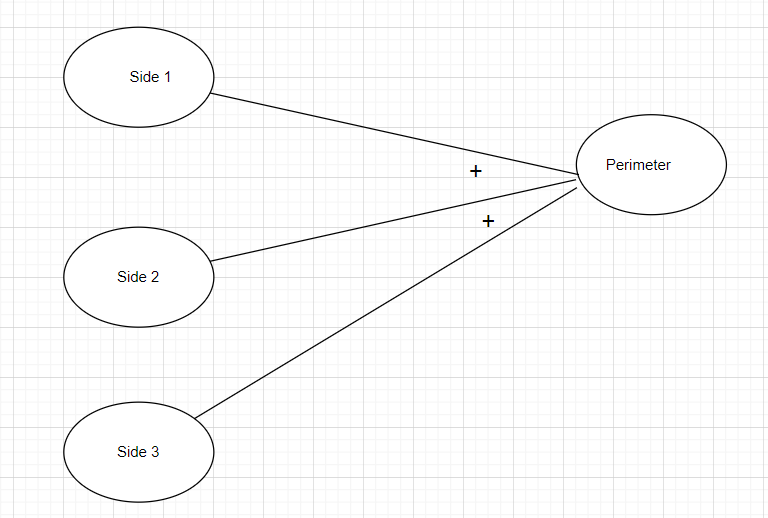 Side 1
Perimeter
+
+
Side 2
Side 3